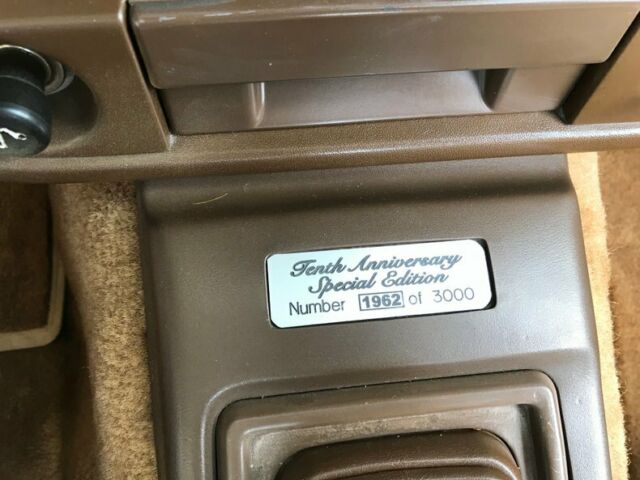 Tenth Anniversary
Special Edition
Number 1962 of 3000